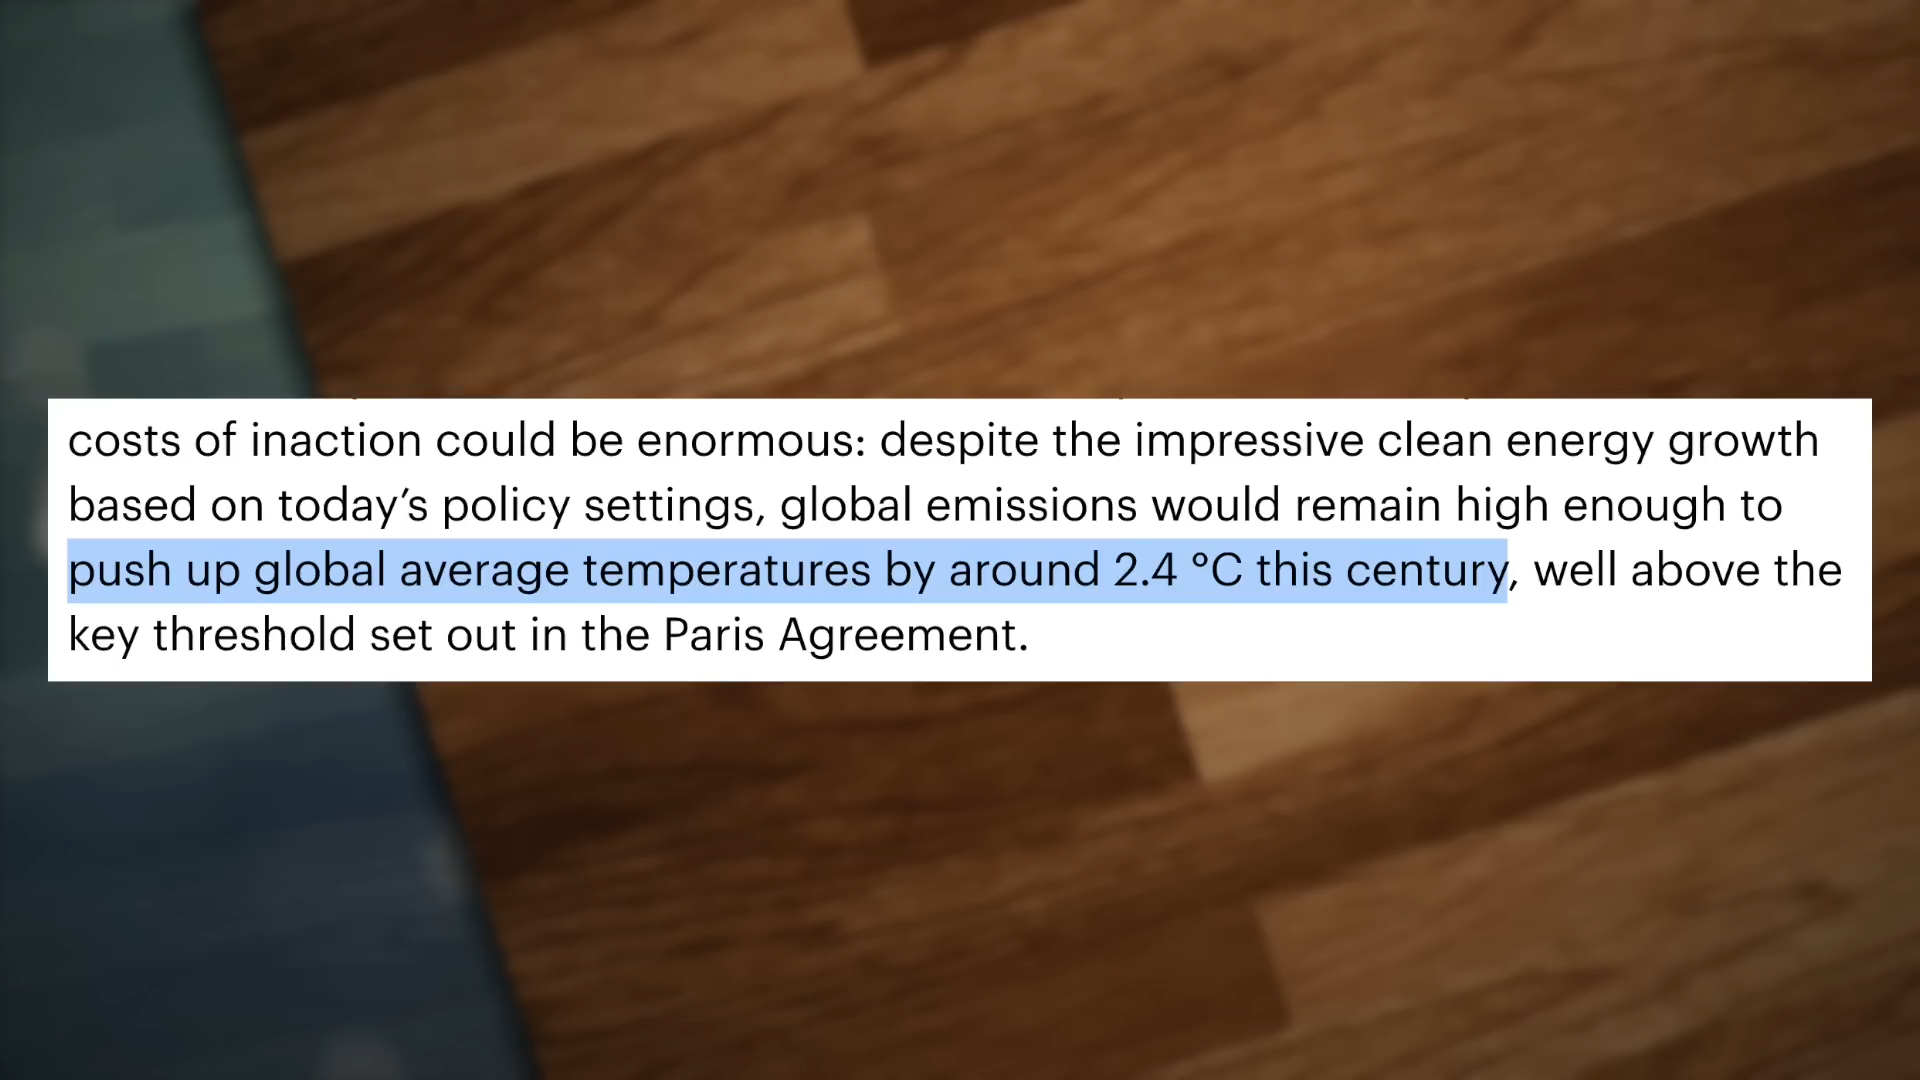 costs of inaction could be enormous: despite the impressive clean energy growth
based on today’s policy settings, global emissions would remain high enough to
push up global average temperatures by around 2.4 °C this century, well above the
key threshold set out in the Paris Agreement.